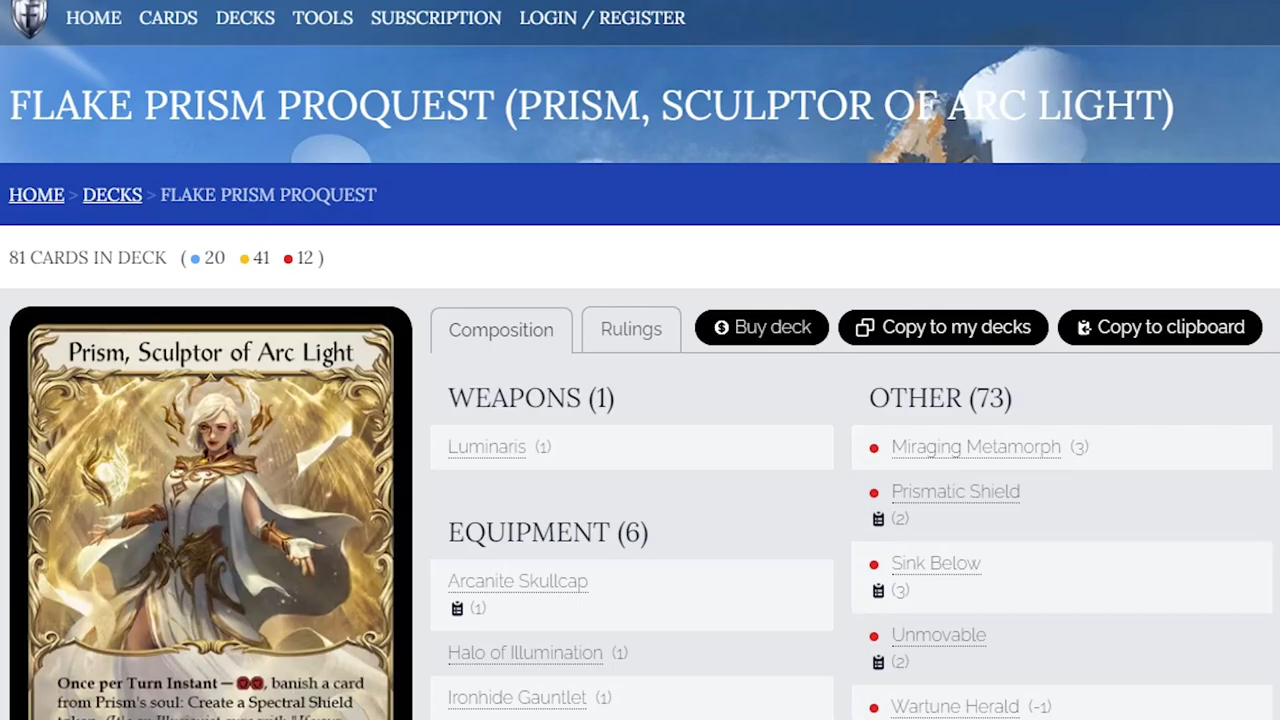 HOME CARDS DECKS TOOLS SUBSCRIPTION LOGIN / REGISTER
FLAKE PRISM PROQUEST (PRISM, SCULPTOR OF ARC LIGHT)
HOME > DECKS > FLAKE PRISM PROQUEST
81 CARDS IN DECK ( 20 41 12 )
Prism, Sculptor of Arc Light
Once per Turn Instant — , banish a card
from Prism's soul: Create a Spectral Shield
Composition
Rulings
Buy deck
Copy to my decks
Copy to clipboard
WEAPONS (1)
Luminaris (1)
EQUIPMENT (6)
Arcanite Skullcap
(1)
Halo of Illumination (1)
Ironhide Gauntlet (1)
OTHER (73)
Miraging Metamorph (3)
Prismatic Shield
(2)
Sink Below
(3)
Unmovable
(2)
Wartune Herald (-1)